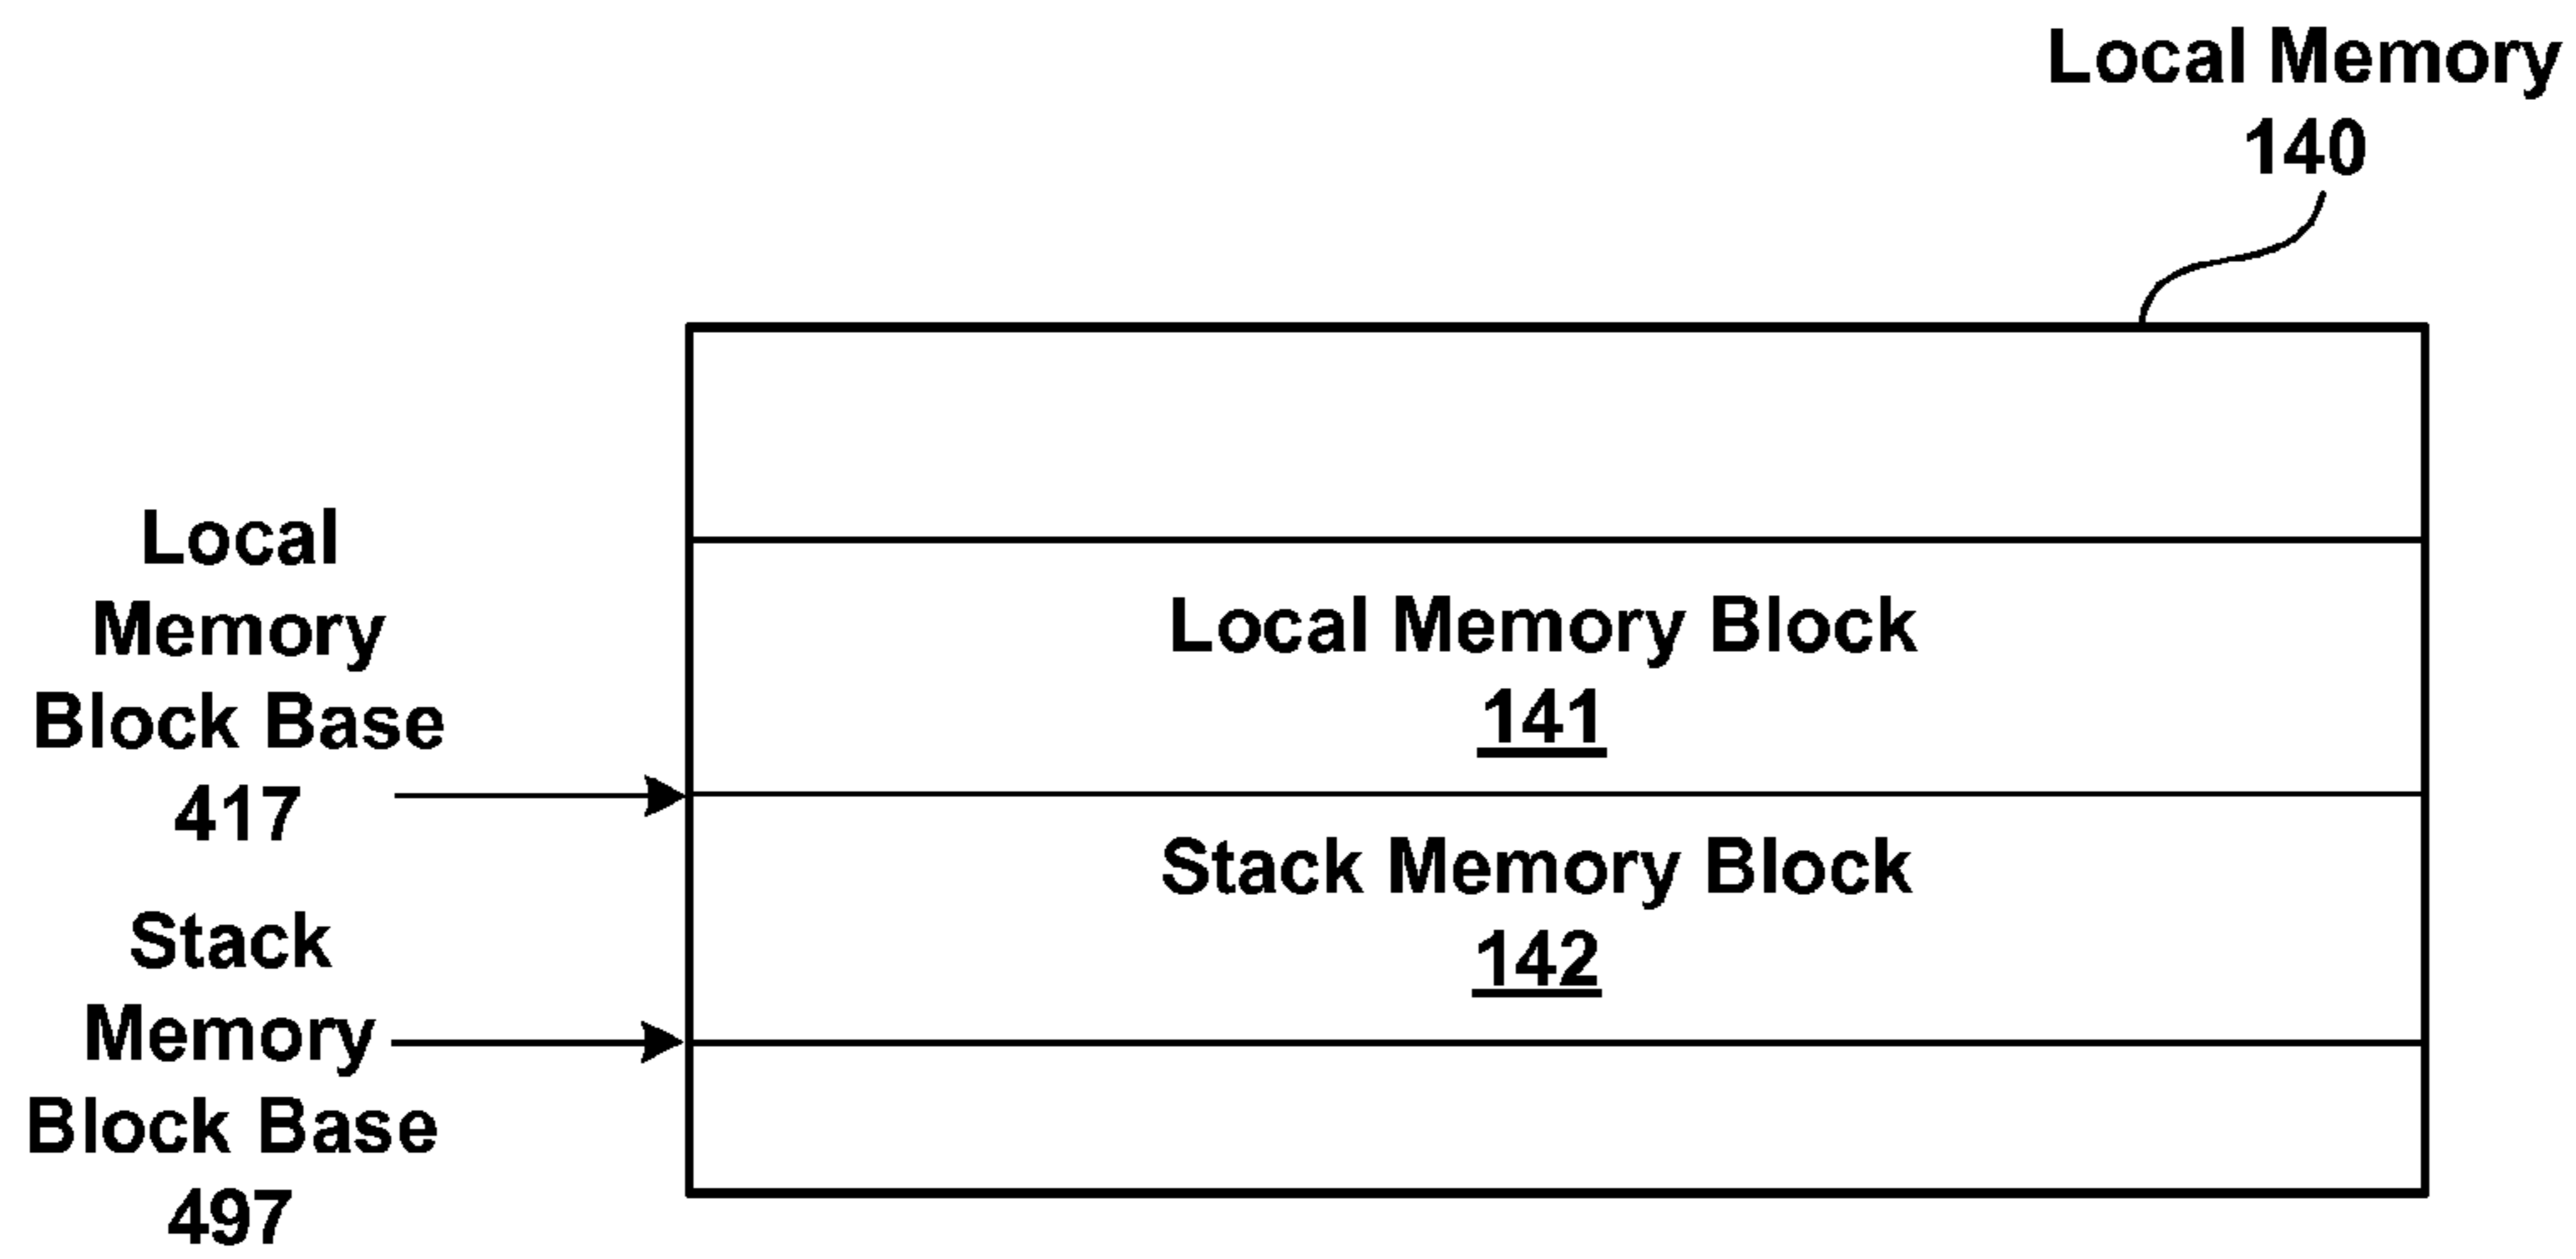 Local Memory
140
Local
Memory
Block Base
417
Local Memory Block
141
Stack Memory Block
142
Stack
Memory
Block Base
497